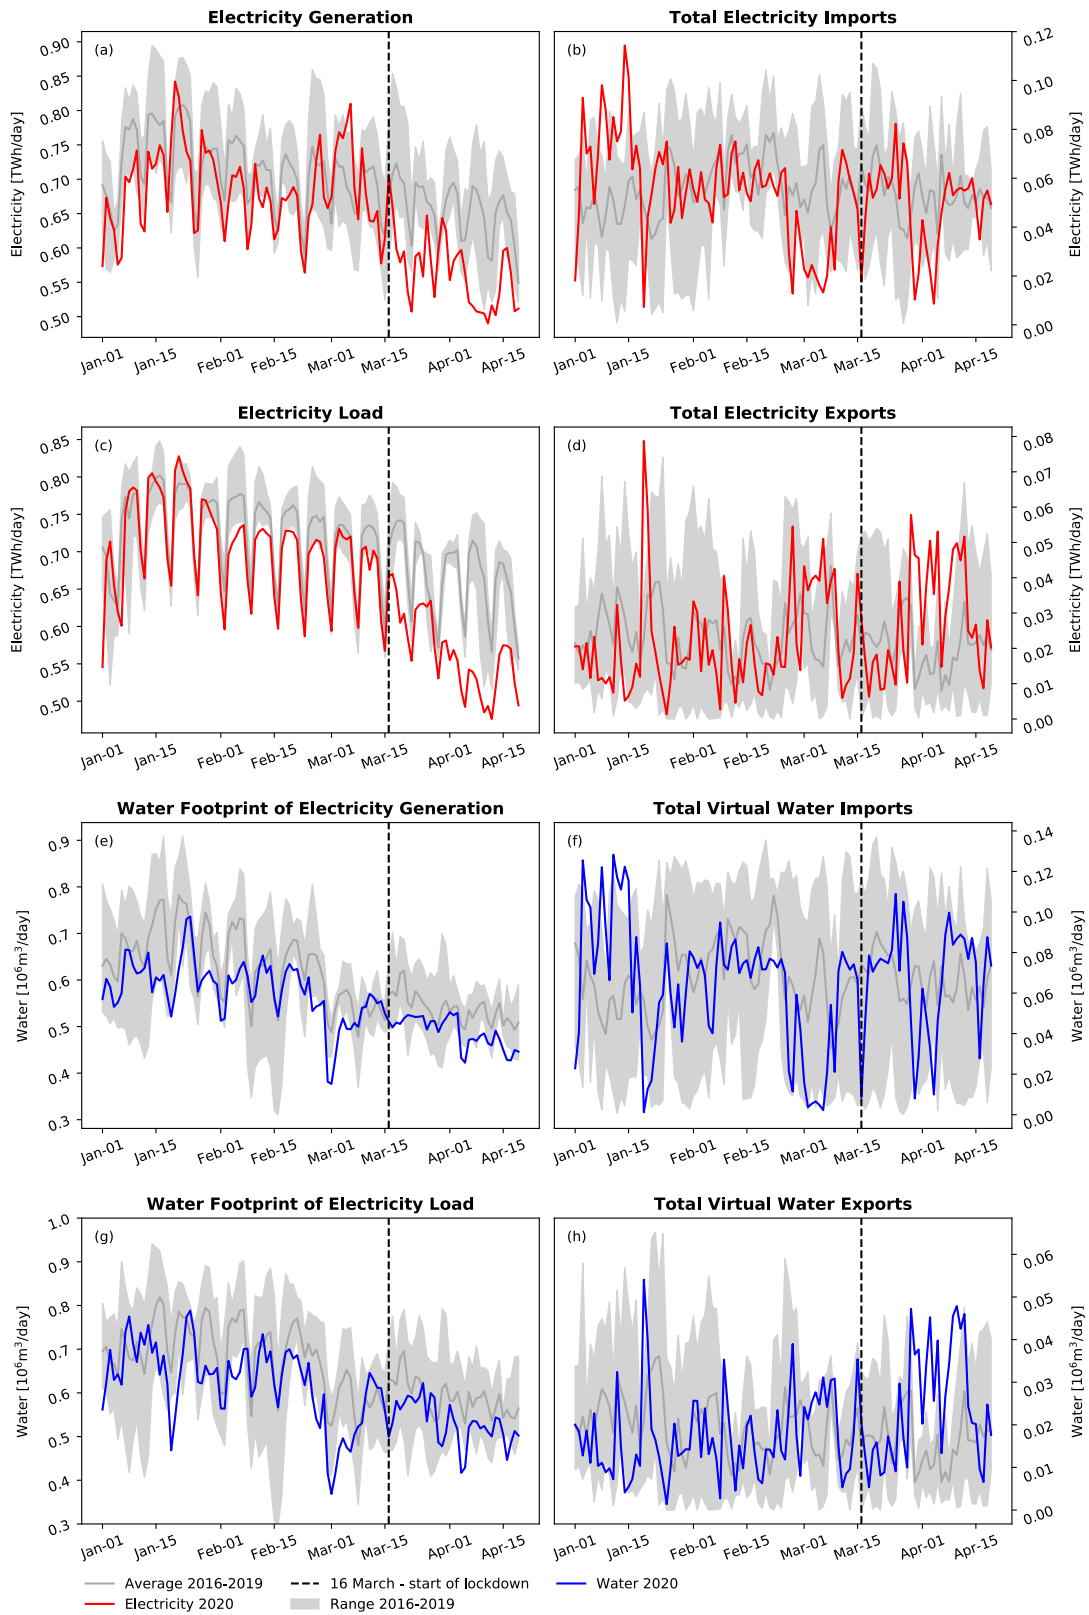 Electricity Generation
(a)
Electricity [TWh/day]
0.90
0.85
0.80
0.75
0.70
0.65
0.60
0.55
0.50
Jan-01 Jan-15 Feb-01 Feb-15 Mar-01 Mar-15 Apr-01 Apr-15
Total Electricity Imports
(b)
Electricity [TWh/day]
0.12
0.10
0.08
0.06
0.04
0.02
0.00
Jan-01 Jan-15 Feb-01 Feb-15 Mar-01 Mar-15 Apr-01 Apr-15
Electricity Load
(c)
Electricity [TWh/day]
0.85
0.80
0.75
0.70
0.65
0.60
0.55
0.50
Jan-01 Jan-15 Feb-01 Feb-15 Mar-01 Mar-15 Apr-01 Apr-15
Total Electricity Exports
(d)
Electricity [TWh/day]
0.08
0.07
0.06
0.05
0.04
0.03
0.02
0.01
0.00
Jan-01 Jan-15 Feb-01 Feb-15 Mar-01 Mar-15 Apr-01 Apr-15
Water Footprint of Electricity Generation
(e)
Water [10⁶m³/day]
0.9
0.8
0.7
0.6
0.5
0.4
0.3
Jan-01 Jan-15 Feb-01 Feb-15 Mar-01 Mar-15 Apr-01 Apr-15
Total Virtual Water Imports
(f)
Water [10⁶m³/day]
0.14
0.12
0.10
0.08
0.06
0.04
0.02
0.00
Jan-01 Jan-15 Feb-01 Feb-15 Mar-01 Mar-15 Apr-01 Apr-15
Water Footprint of Electricity Load
(g)
Water [10⁶m³/day]
1.0
0.9
0.8
0.7
0.6
0.5
0.4
0.3
Jan-01 Jan-15 Feb-01 Feb-15 Mar-01 Mar-15 Apr-01 Apr-15
Total Virtual Water Exports
(h)
Water [10⁶m³/day]
0.06
0.05
0.04
0.03
0.02
0.01
0.00
Jan-01 Jan-15 Feb-01 Feb-15 Mar-01 Mar-15 Apr-01 Apr-15
Average 2016-2019 16 March - start of lockdown Water 2020
Electricity 2020 Range 2016-2019